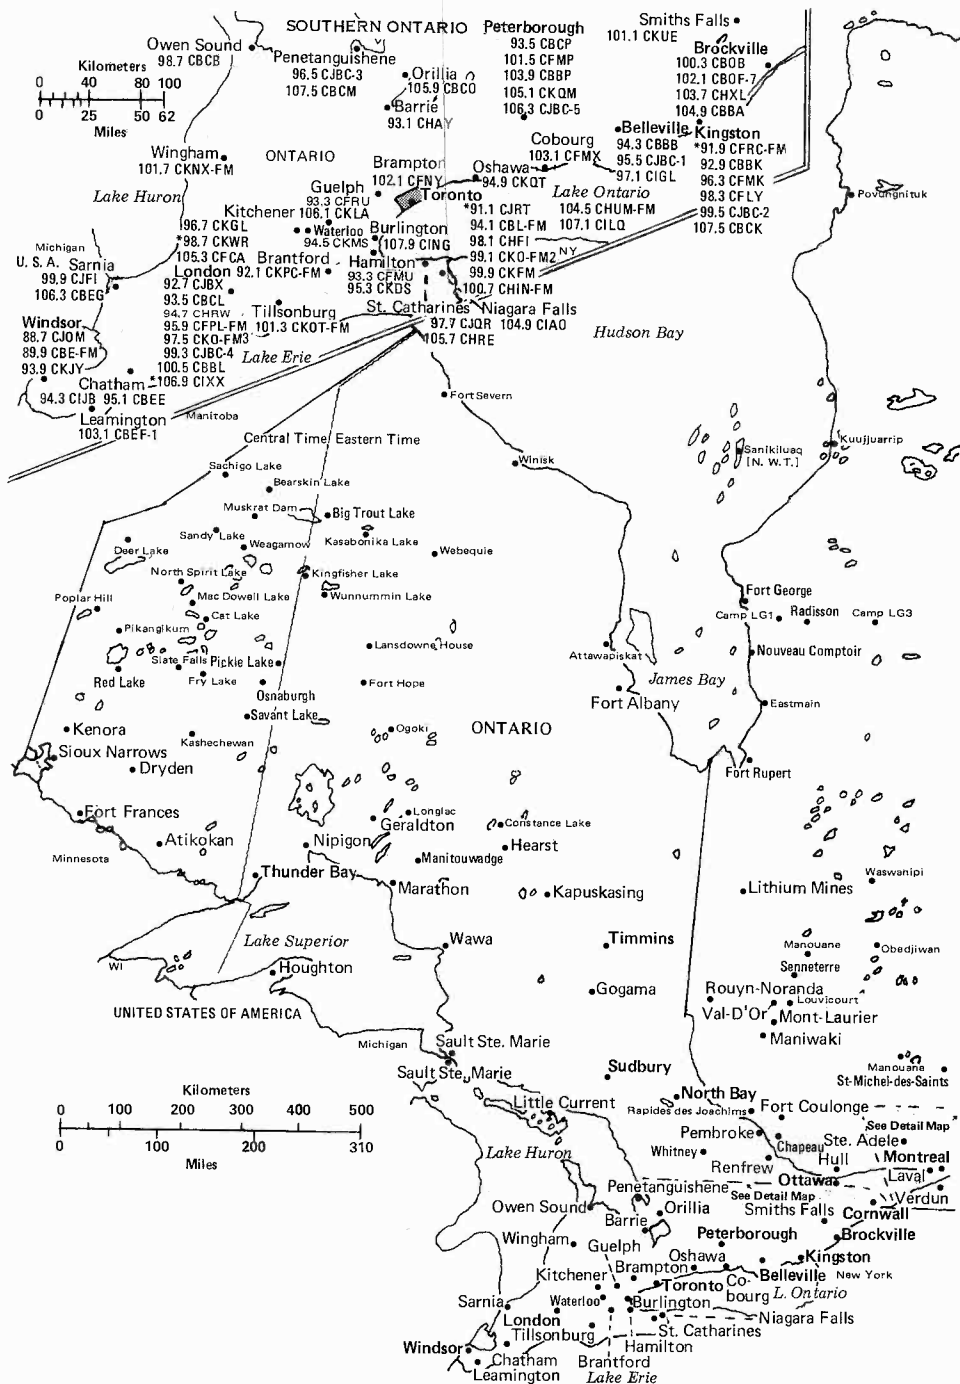 SOUTHERN ONTARIO
Owen Sound
98.7 CBCB
Penetanguishene
96.5 CJBC-3
107.5 CBCM
Orillia
105.9 CBCO
Barrie
93.1 CHAY
Peterborough
93.5 CBCP
101.5 CFMP
103.9 CBBP
105.1 CKQM
106.3 CJBC-5
Smiths Falls
101.1 CKUE
Brockville
100.3 CBOB
102.1 CBOF-7
103.7 CHXL
104.9 CBBA
Kilometers
0 40 80 100
0 25 50 62
Miles
Wingham
101.7 CKNX-FM
ONTARIO
Lake Huron
Brampton
102.1 CFNY
Oshawa
94.9 CKQT
Cobourg
103.1 CFMX
Belleville
94.3 CBBB
95.5 CJBC-1
97.1 CIGL
Kingston
*91.9 CFRC-FM
92.9 CBBK
96.3 CFMK
98.3 CFLY
99.5 CJBC-2
107.5 CBCK
Guelph
93.3 CFRU
Kitchener
106.1 CKLA
96.7 CKGL
*98.7 CKWR
105.3 CFCA
Waterloo
94.5 CKMS
Toronto
*91.1 CJRT
94.1 CBL-FM
98.1 CHFI
99.1 CKO-FM2
99.9 CKFM
100.7 CHIN-FM
104.5 CHUM-FM
107.1 CILQ
Lake Ontario
NY
Burlington
107.9 CING
Hamilton
93.3 CFMU
95.3 CKDS
Brantford
92.1 CKPC-FM
Michigan
U. S. A.
Sarnia
99.9 CJFI
106.3 CBEG
London
92.7 CJBX
93.5 CBCL
94.7 CHRW
95.9 CFPL-FM
97.5 CKO-FM3
99.3 CJBC-4
100.5 CBBL
*106.9 CIXX
Tillsonburg
101.3 CKOT-FM
St. Catharines
97.7 CJQR
105.7 CHRE
Niagara Falls
104.9 CIAO
Windsor
88.7 CJOM
89.9 CBE-FM
93.9 CKJY
Chatham
94.3 CIJB 95.1 CBEE
Leamington
103.1 CBEF-1
Lake Erie
Manitoba
Povungnituk
Hudson Bay
Fort Severn
Central Time
Eastern Time
Winisk
Sanikiluaq
[N. W. T.]
Kuujjuarrip
Sachigo Lake
Bearskin Lake
Muskrat Dam
Big Trout Lake
Sandy Lake
Kasabonika Lake
Deer Lake
Weagamow
Webequie
North Spirit Lake
Kingfisher Lake
Poplar Hill
Mac Dowell Lake
Wunnummin Lake
Cat Lake
Pikangikum
Lansdowne House
Slate Falls
Pickle Lake
Red Lake
Fry Lake
Osnaburgh
Fort Hope
Savant Lake
Kenora
Kashechewan
Ogoki
ONTARIO
Sioux Narrows
Dryden
Fort George
Camp LG1
Radisson
Camp LG3
Attawapiskat
Nouveau Comptoir
James Bay
Fort Albany
Eastmain
Fort Rupert
Fort Frances
Longlac
Geraldton
Constance Lake
Atikokan
Nipigon
Hearst
Minnesota
Manitouwadge
Thunder Bay
Marathon
Kapuskasing
Waswanipi
Lithium Mines
Lake Superior
Wawa
Timmins
Manouane
Obedjiwan
Senneterre
WI
Houghton
Gogama
Rouyn-Noranda
Louvicourt
Val-D'Or
Mont-Laurier
Maniwaki
UNITED STATES OF AMERICA
Michigan
Sault Ste. Marie
Sault Ste. Marie
Sudbury
Manouane
St-Michel-des-Saints
Kilometers
0 100 200 300 400 500
0 100 200 310
Miles
Little Current
North Bay
Rapides des Joachims
Fort Coulonge
See Detail Map
Pembroke
Chapeau
Ste. Adele
Lake Huron
Whitney
Renfrew
Hull
Montreal
Laval
Ottawa
Penetanguishene
See Detail Map
Verdun
Owen Sound
Orillia
Smiths Falls
Cornwall
Barrie
Wingham
Peterborough
Brockville
Guelph
Oshawa
Kingston
Kitchener
Brampton
Belleville
New York
Toronto
Co-
bourg
L. Ontario
Sarnia
Waterloo
Burlington
London
Niagara Falls
Tillsonburg
St. Catharines
Windsor
Hamilton
Chatham
Brantford
Leamington
Lake Erie